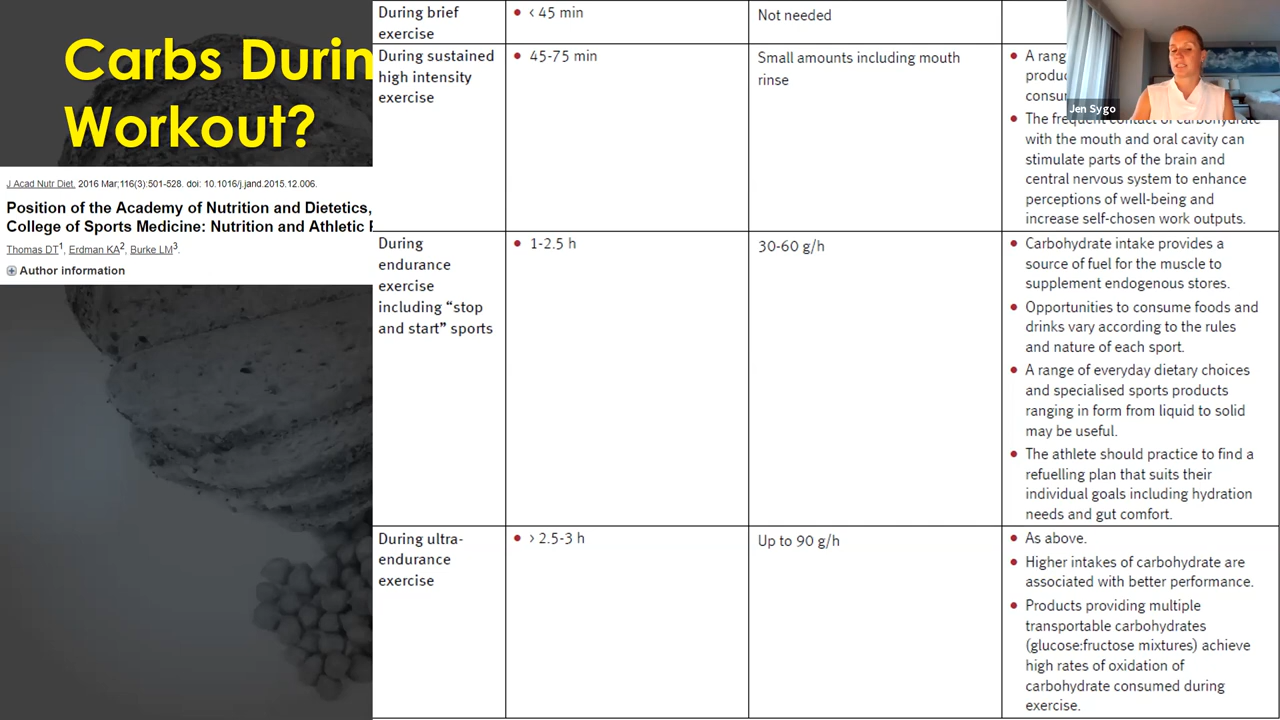 Carbs Durin
Workout?
J Acad Nutr Diet. 2016 Mar;116(3):501-528. doi: 10.1016/j.jand.2015.12.006.
Position of the Academy of Nutrition and Dietetics,
College of Sports Medicine: Nutrition and Athletic
Thomas DT1, Erdman KA2, Burke LM3.
Author information
During brief
exercise
• < 45 min
Not needed
During sustained
high intensity
exercise
• 45-75 min
Small amounts including mouth
rinse
• A rang
produc
consu
Jen Sygo
• The frequent contact of carbohydrate
with the mouth and oral cavity can
stimulate parts of the brain and
central nervous system to enhance
perceptions of well-being and
increase self-chosen work outputs.
During
endurance
exercise
including “stop
and start” sports
• 1-2.5 h
30-60 g/h
• Carbohydrate intake provides a
source of fuel for the muscle to
supplement endogenous stores.
• Opportunities to consume foods and
drinks vary according to the rules
and nature of each sport.
• A range of everyday dietary choices
and specialised sports products
ranging in form from liquid to solid
may be useful.
• The athlete should practice to find a
refuelling plan that suits their
individual goals including hydration
needs and gut comfort.
During ultra-
endurance
exercise
• > 2.5-3 h
Up to 90 g/h
• As above.
• Higher intakes of carbohydrate are
associated with better performance.
• Products providing multiple
transportable carbohydrates
(glucose:fructose mixtures) achieve
high rates of oxidation of
carbohydrate consumed during
exercise.